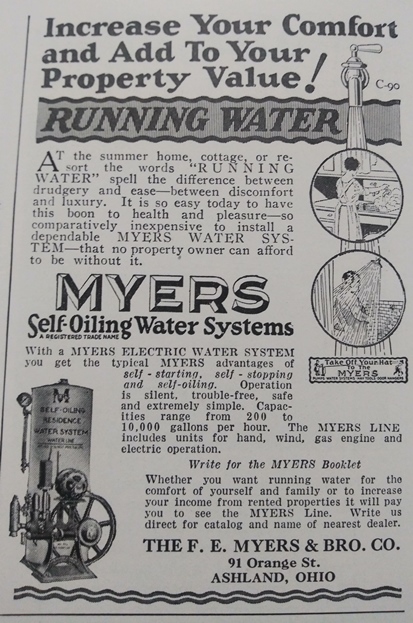 Increase Your Comfort
and Add To Your
Property Value!
C-90
RUNNING WATER
AT the summer home, cottage, or re-
sort the words "RUNNING
WATER" spell the difference between
drudgery and ease—between discomfort
and luxury. It is so easy today to have
this boon to health and pleasure—so
comparatively inexpensive to install a
dependable MYERS WATER SYS-
TEM—that no property owner can afford
to be without it.
MYERS
Self-Oiling Water Systems
A REGISTERED TRADE NAME
Take Off Your Hat
To The
MYERS
With a MYERS ELECTRIC WATER SYSTEM
you get the typical MYERS advantages of
self-starting, self-stopping
and self-oiling. Operation
is silent, trouble-free, safe
and extremely simple. Capac-
ities range from 200 to
10,000 gallons per hour. The MYERS LINE
includes units for hand, wind, gas engine and
electric operation.
M
SELF-OILING
RESIDENCE
WATER SYSTEM
WATER LINE
Write for the MYERS Booklet
Whether you want running water for the
comfort of yourself and family or to increase
your income from rented properties it will pay
you to see the MYERS Line. Write us
direct for catalog and name of nearest dealer.
THE F. E. MYERS & BRO. CO.
91 Orange St.
ASHLAND, OHIO